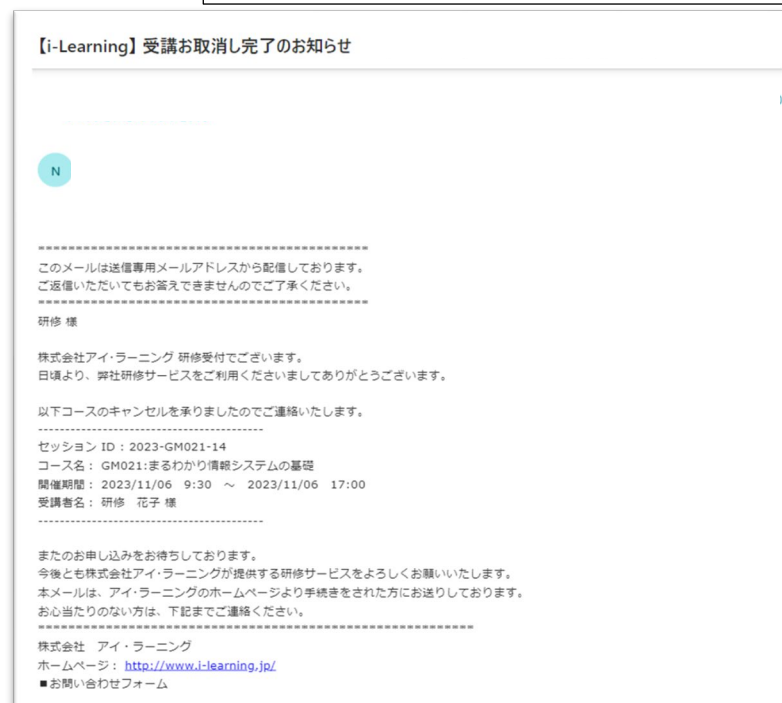 【i-Learning】受講お取消し完了のお知らせ
N
============================================
このメールは送信専用メールアドレスから配信しております。
ご返信いただいてもお答えできませんのでご了承ください。
============================================
研修 様
株式会社アイ･ラーニング 研修受付でございます。
日頃より、弊社研修サービスをご利用くださいましてありがとうございます。
以下コースのキャンセルを承りましたのでご連絡いたします。
-----------------------------------------
セッション ID : 2023-GM021-14
コース名： GM021:まるわかり情報システムの基礎
開催期間： 2023/11/06 9:30 ～ 2023/11/06 17:00
受講者名： 研修 花子 様
-----------------------------------------
またのお申し込みをお待ちしております。
今後とも株式会社アイ･ラーニングが提供する研修サービスをよろしくお願いいたします。
本メールは、アイ･ラーニングのホームページより手続きをされた方にお送りしております。
お心当たりのない方は、下記までご連絡ください。
==========================================================
株式会社 アイ・ラーニング
ホームページ： http://www.i-learning.jp/
■お問い合わせフォーム